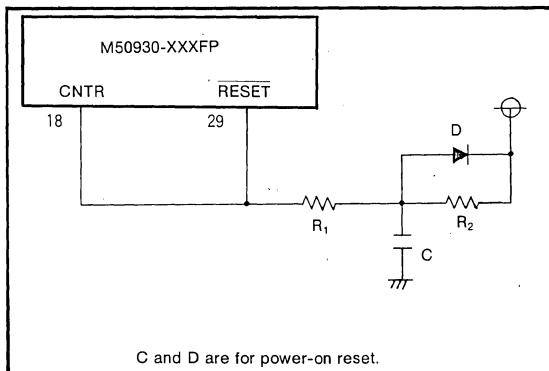 M50930-XXXFP
CNTR RESET
18 29
D
R₁ R₂
C
C and D are for power-on reset.